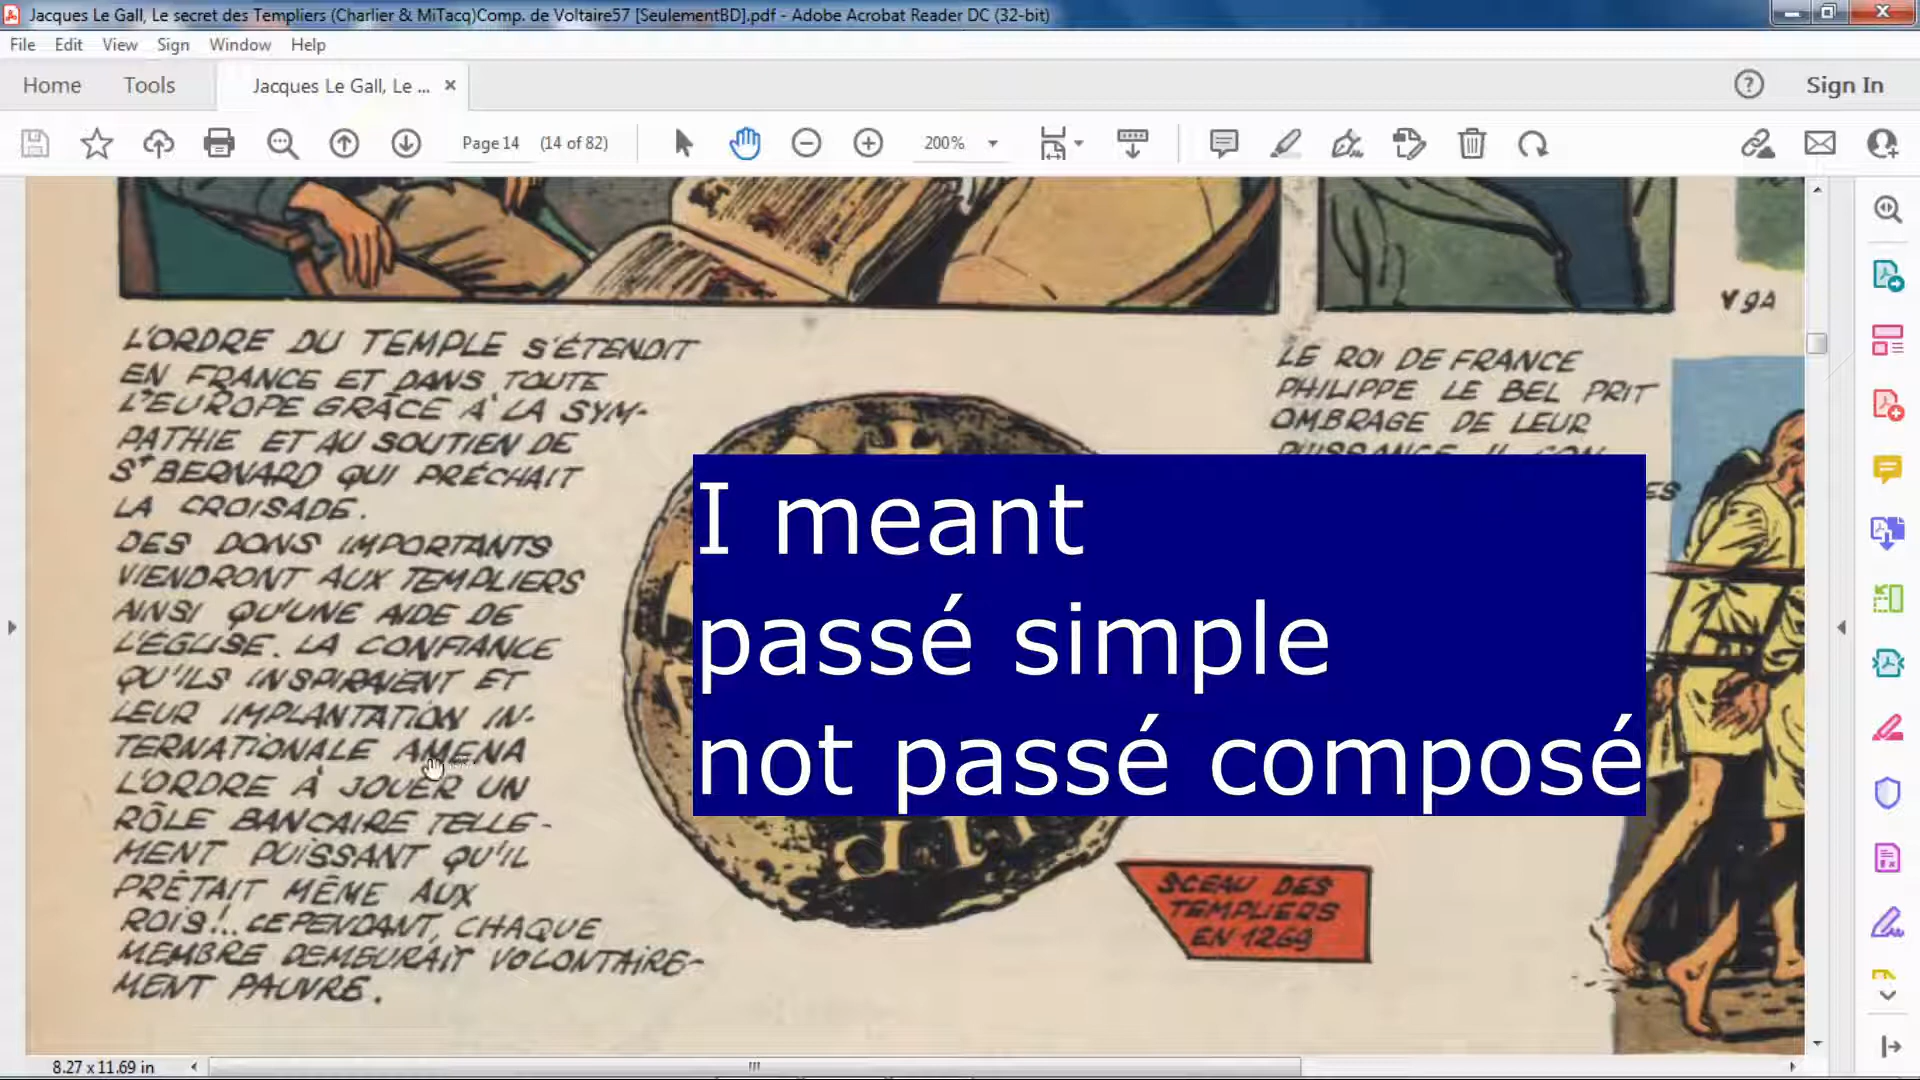 Jacques Le Gall, Le secret des Templiers (Charlier & MiTacq)Comp. de Voltaire57 [SeulementBD].pdf - Adobe Acrobat Reader DC (32-bit)
File Edit View Sign Window Help
Home Tools Jacques Le Gall, Le ... Sign In
Page 14 (14 of 82) 200%
V 9A
L'ORDRE DU TEMPLE S'ÉTENDIT
EN FRANCE ET DANS TOUTE
L'EUROPE GRÂCE À LA SYM-
PATHIE ET AU SOUTIEN DE
ST BERNARD QUI PRÉCHAIT
LA CROISADE.
DES DONS IMPORTANTS
VIENDRONT AUX TEMPLIERS
AINSI QU'UNE AIDE DE
L'ÉGLISE. LA CONFIANCE
QU'ILS INSPIRAIENT ET
LEUR IMPLANTATION IN-
TERNATIONALE AMENA
L'ORDRE À JOUER UN
RÔLE BANCAIRE TELLE-
MENT PUISSANT QU'IL
PRÊTAIT MÊME AUX
ROIS!.. CEPENDANT, CHAQUE
MEMBRE DEMEURAIT VOLONTAIRE-
MENT PAUVRE.
LE ROI DE FRANCE
PHILIPPE LE BEL PRIT
OMBRAGE DE LEUR
PUISSANCE. IL CON
ES
I meant
passé simple
not passé composé
SCEAU DES
TEMPLIERS
EN 1269
8.27 x 11.69 in